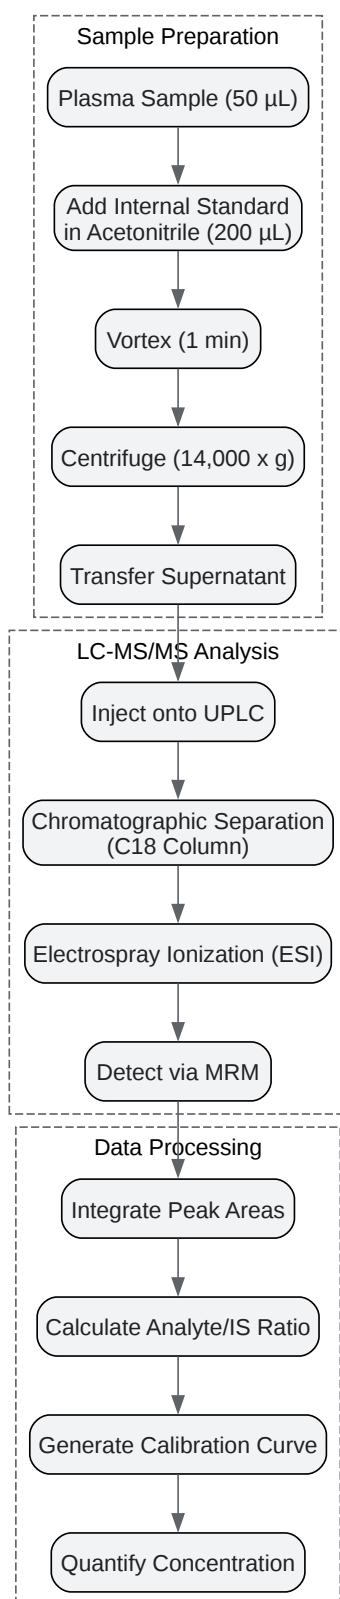 Sample Preparation
Plasma Sample (50 µL)
Add Internal Standard
in Acetonitrile (200 µL)
Vortex (1 min)
Centrifuge (14,000 x g)
Transfer Supernatant
LC-MS/MS Analysis
Inject onto UPLC
Chromatographic Separation
(C18 Column)
Electrospray Ionization (ESI)
Detect via MRM
Data Processing
Integrate Peak Areas
Calculate Analyte/IS Ratio
Generate Calibration Curve
Quantify Concentration